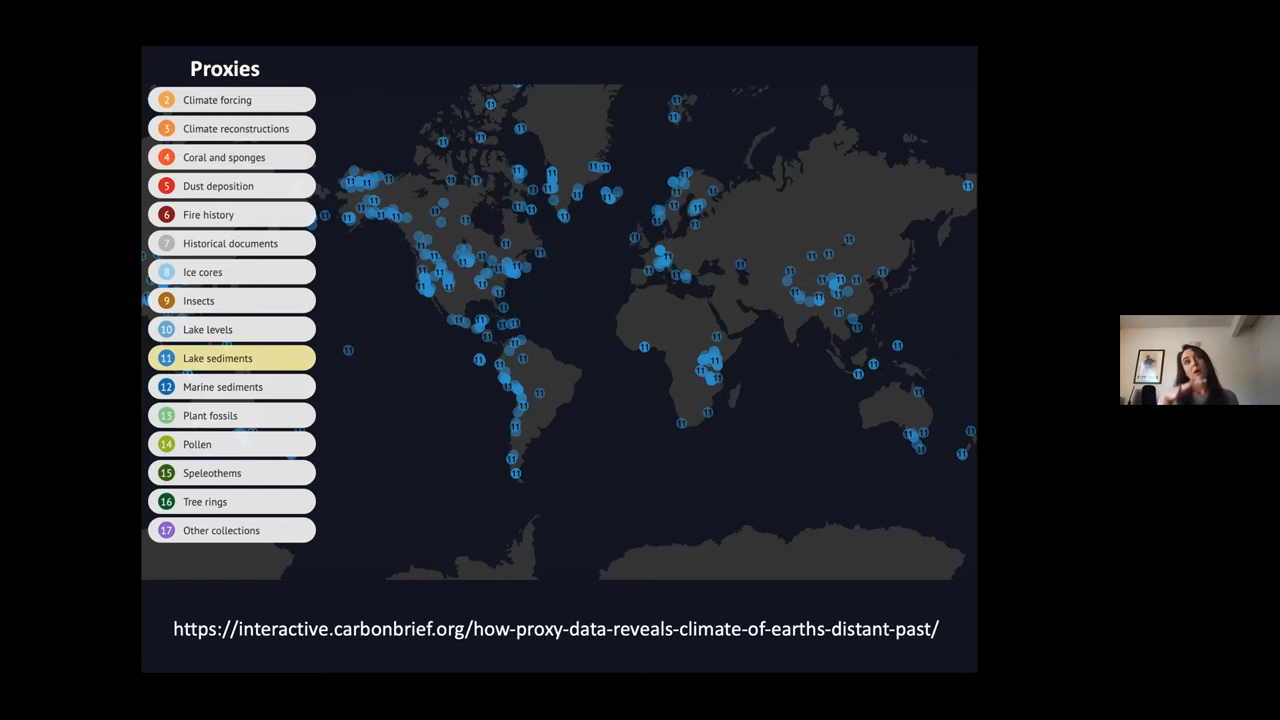 Proxies
2 Climate forcing
3 Climate reconstructions
4 Coral and sponges
5 Dust deposition
6 Fire history
7 Historical documents
8 Ice cores
9 Insects
10 Lake levels
11 Lake sediments
12 Marine sediments
13 Plant fossils
14 Pollen
15 Speleothems
16 Tree rings
17 Other collections
https://interactive.carbonbrief.org/how-proxy-data-reveals-climate-of-earths-distant-past/